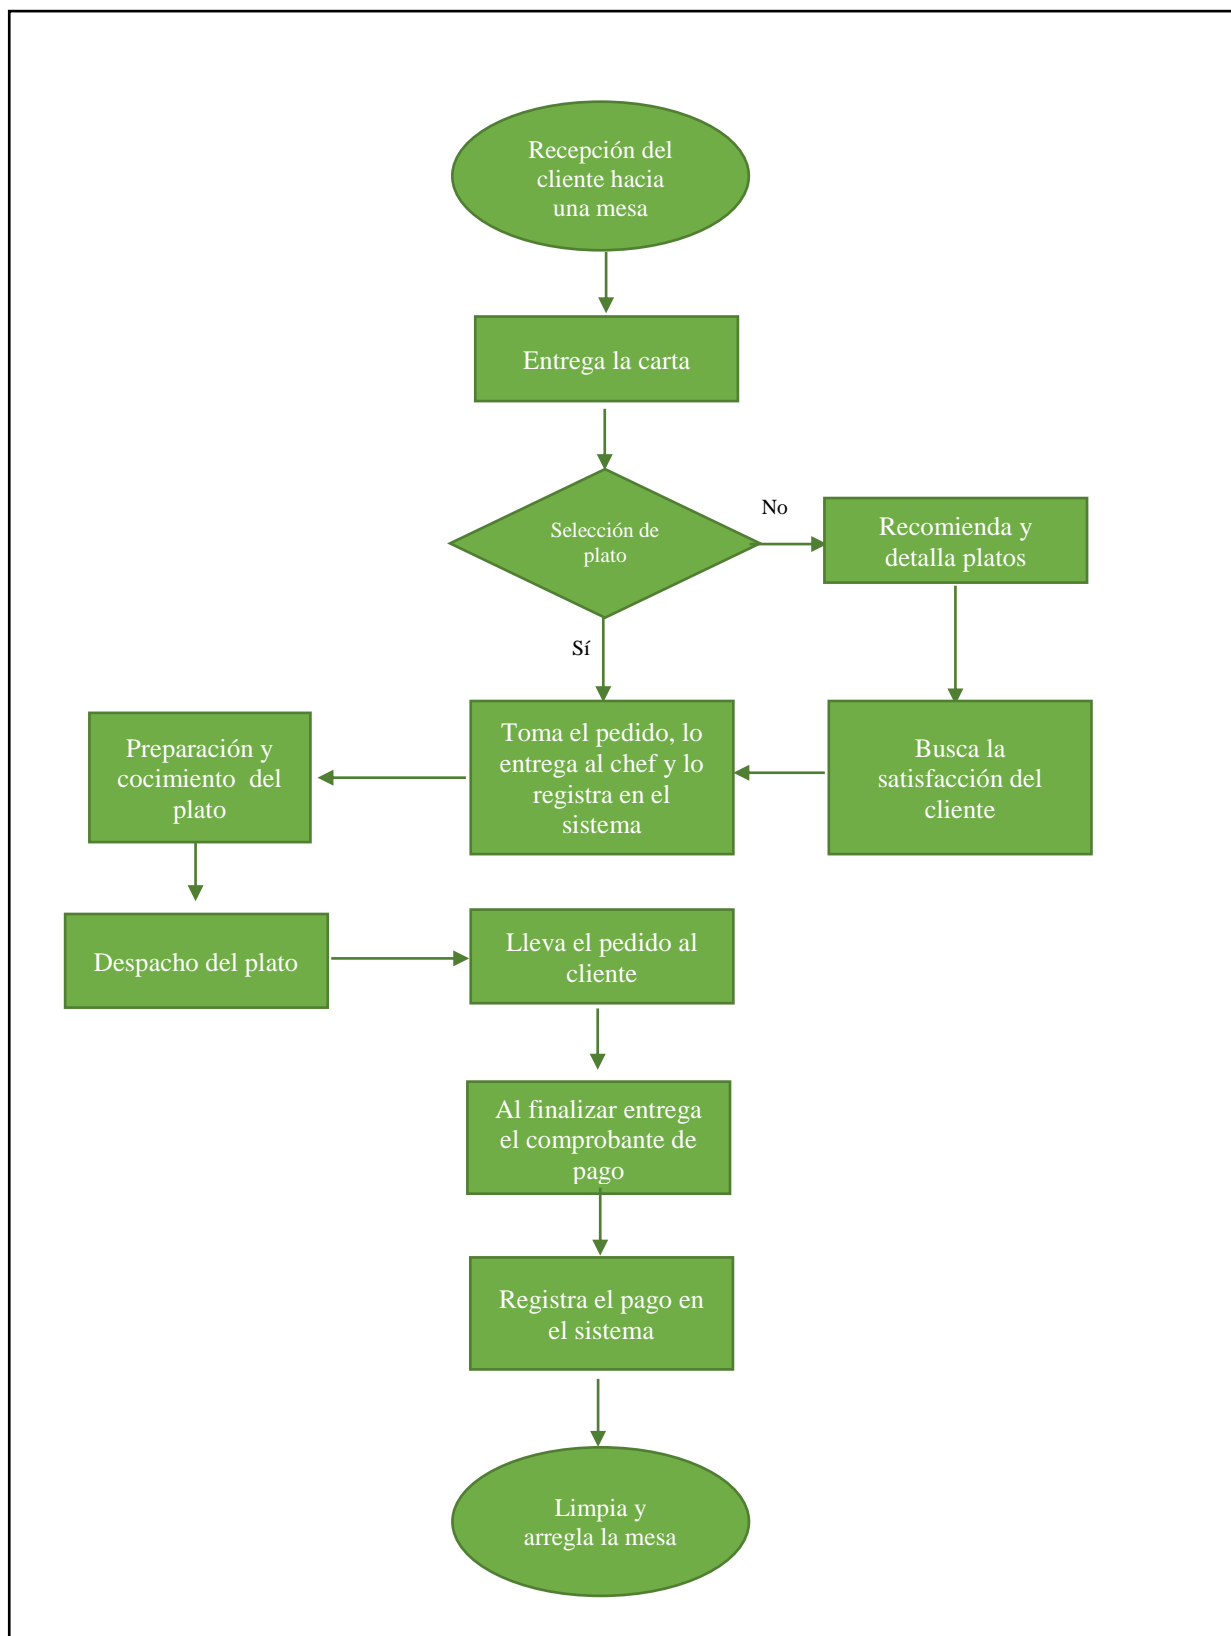 Recepción del
cliente hacia
una mesa
Entrega la carta
Selección de
plato
No
Recomienda y
detalla platos
Sí
Preparación y
cocimiento  del
plato
Toma el pedido, lo
entrega al chef y lo
registra en el
sistema
Busca la
satisfacción del
cliente
Despacho del plato
Lleva el pedido al
cliente
Al finalizar entrega
el comprobante de
pago
Registra el pago en
el sistema
Limpia y
arregla la mesa